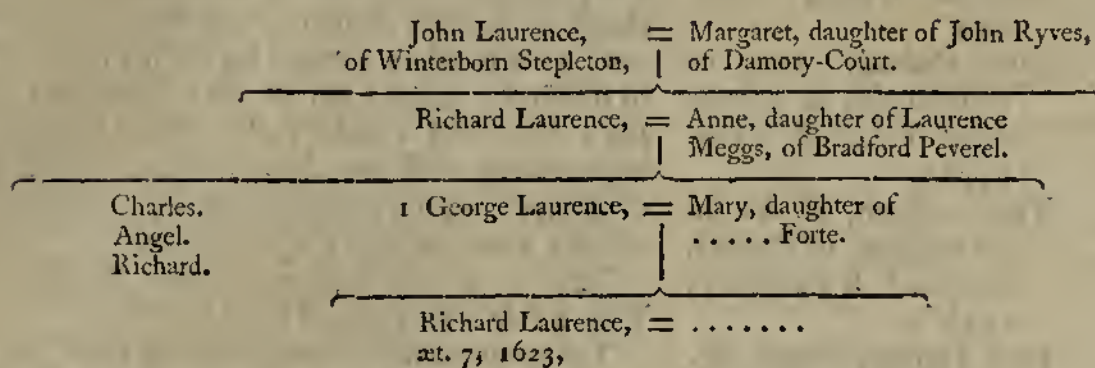 John Laurence, = Margaret, daughter of John Ryves,
of Winterborn Stepleton, of Damory-Court.
Richard Laurence, = Anne, daughter of Laurence
Meggs, of Bradford Peverel.
Charles. 1 George Laurence, = Mary, daughter of
Angel. ..... Forte.
Richard.
Richard Laurence, = .......
æt. 7, 1623,